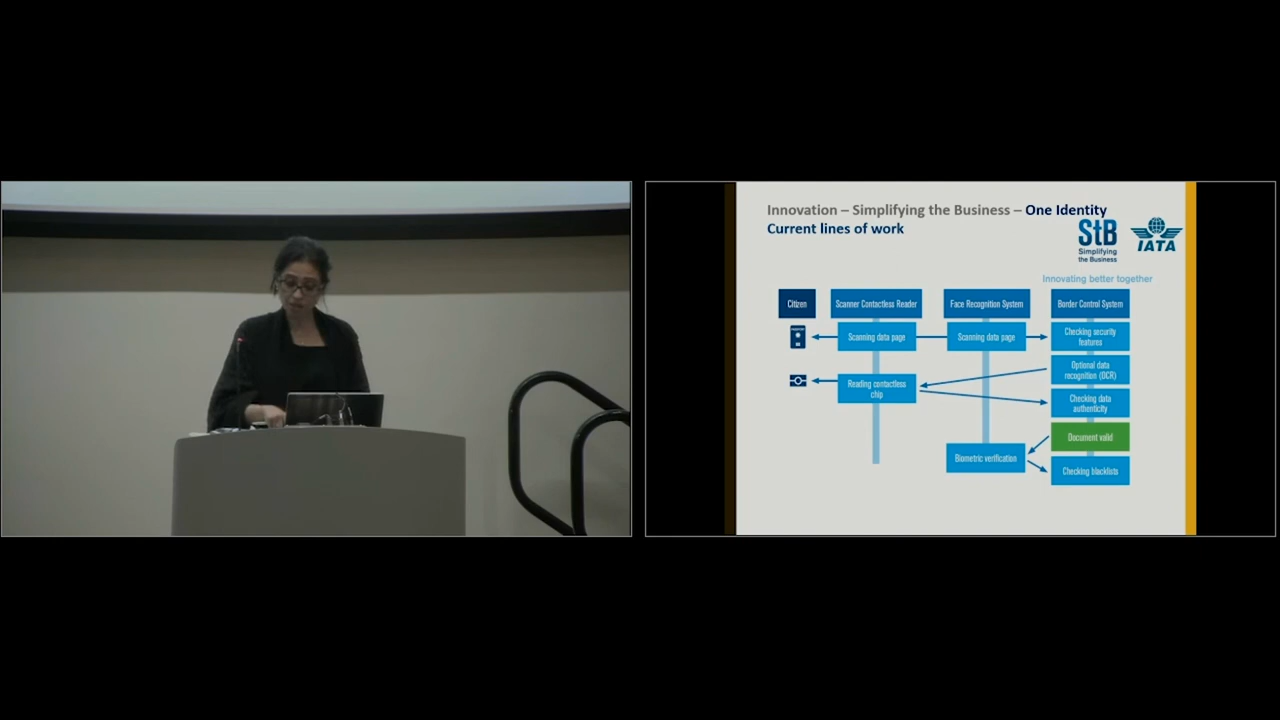 Innovation – Simplifying the Business – One Identity
Current lines of work
StB
Simplifying
the Business
IATA
Innovating better together
Citizen
Scanner Contactless Reader
Face Recognition System
Border Control System
Scanning data page
Scanning data page
Checking security
features
Optional data
recognition (OCR)
Reading contactless
chip
Checking data
authenticity
Document valid
Biometric verification
Checking blacklists